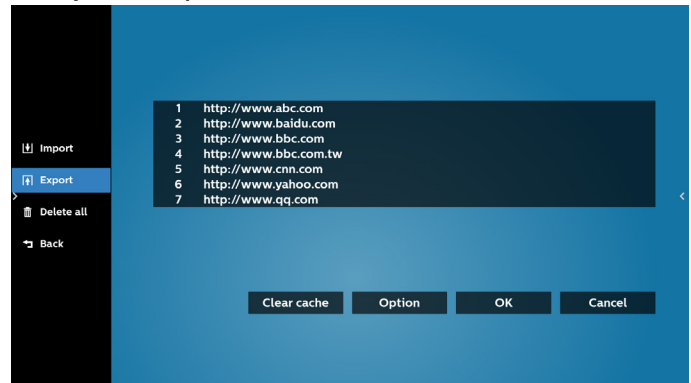 Import
Export
Delete all
Back
1 http://www.abc.com
2 http://www.baidu.com
3 http://www.bbc.com
4 http://www.bbc.com.tw
5 http://www.cnn.com
6 http://www.yahoo.com
7 http://www.qq.com
Clear cache Option OK Cancel